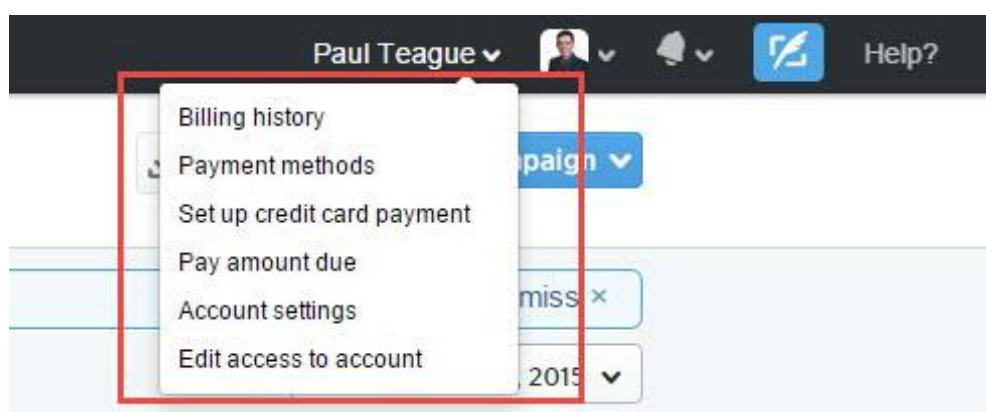 Paul Teague Help?
Billing history
Payment methods
paign
Set up credit card payment
Pay amount due
Account settings
miss ×
Edit access to account
, 2015